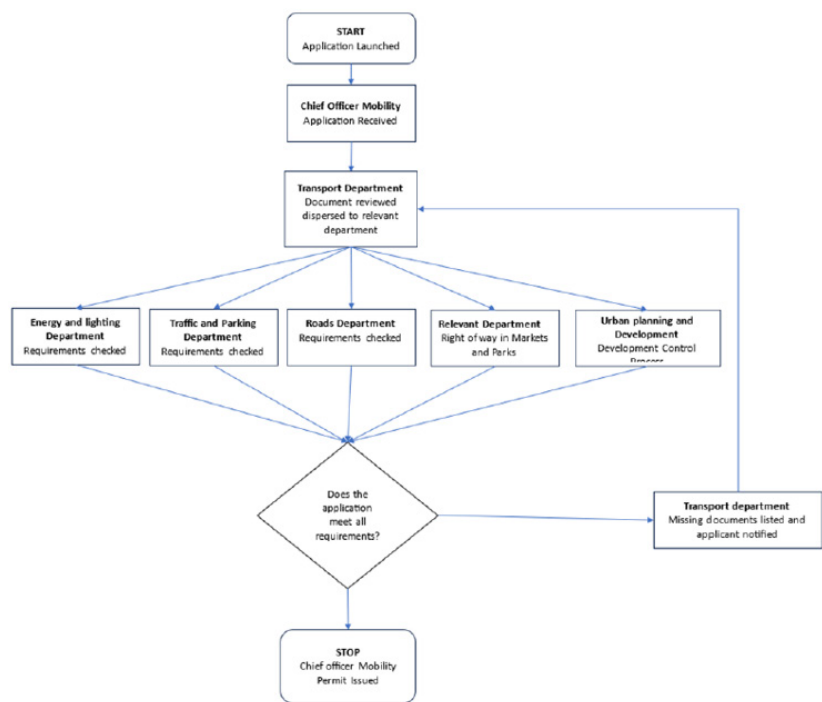 START
Application Launched
Chief Officer Mobility
Application Received
Transport Department
Document reviewed
dispersed to relevant
department
Energy and lighting
Department
Requirements checked
Traffic and Parking
Department
Requirements checked
Roads Department
Requirements checked
Relevant Department
Right of way in Markets
and Parks
Urban planning and
Development
Development Control
Process
Does the
application
meet all
requirements?
Transport department
Missing documents listed and
applicant notified
STOP
Chief officer Mobility
Permit Issued